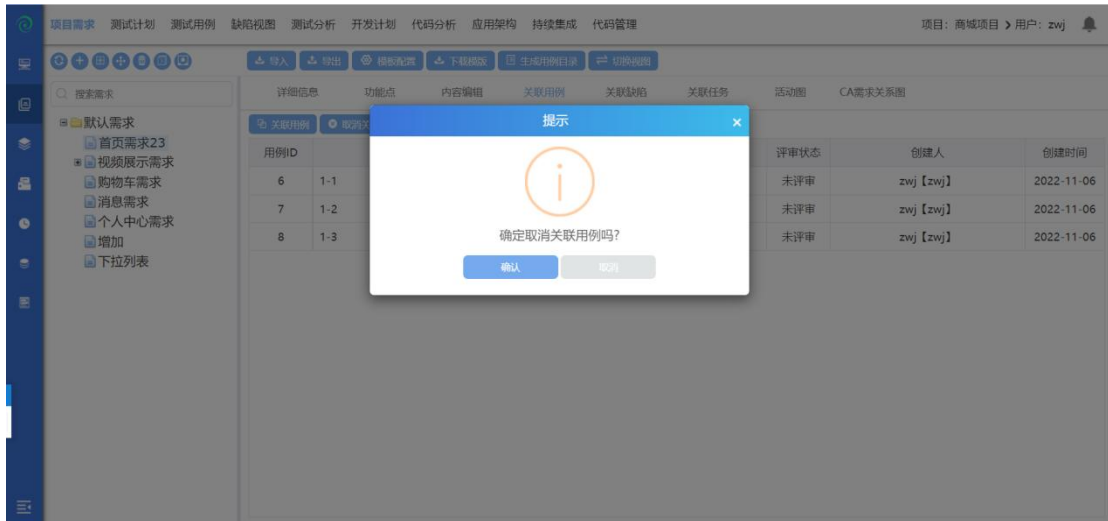 项目需求 测试计划 测试用例 缺陷视图 测试分析 开发计划 代码分析 应用架构 持续集成 代码管理 项目：商城项目 用户：zwj
导入 导出 模板配置 下载模版 生成用例目录 切换视图
搜索需求
详细信息 功能点 内容编辑 关联用例 关联缺陷 关联任务 活动图 CA需求关系图
默认需求
首页需求23
视频展示需求
购物车需求
消息需求
个人中心需求
增加
下拉列表
关联用例 取消关
用例ID 评审状态 创建人 创建时间
6 1-1 未评审 zwj【zwj】 2022-11-06
7 1-2 未评审 zwj【zwj】 2022-11-06
8 1-3 未评审 zwj【zwj】 2022-11-06
提示
确定取消关联用例吗?
确认 取消